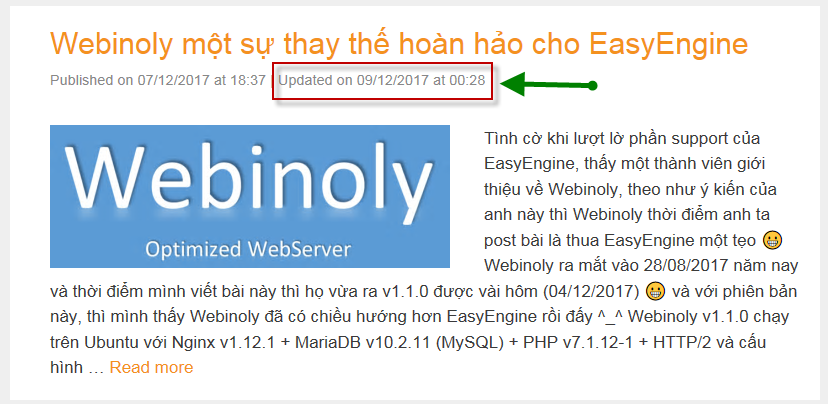 Webinoly một sự thay thế hoàn hảo cho EasyEngine
Published on 07/12/2017 at 18:37 | Updated on 09/12/2017 at 00:28
Webinoly
Optimized WebServer
Tình cờ khi lượt lờ phần support của
EasyEngine, thấy một thành viên giới
thiệu về Webinoly, theo như ý kiến của
anh này thì Webinoly thời điểm anh ta
post bài là thua EasyEngine một tẹo 😀
Webinoly ra mắt vào 28/08/2017 năm nay
và thời điểm mình viết bài này thì họ vừa ra v1.1.0 được vài hôm (04/12/2017) 😀 và với phiên bản
này, thì mình thấy Webinoly đã có chiều hướng hơn EasyEngine rồi đấy ^_^ Webinoly v1.1.0 chạy
trên Ubuntu với Nginx v1.12.1 + MariaDB v10.2.11 (MySQL) + PHP v7.1.12-1 + HTTP/2 và cấu
hình … Read more